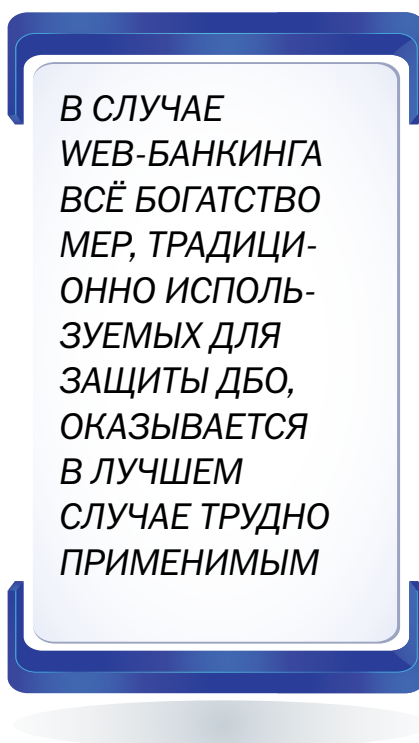 В СЛУЧАЕ
WEB-БАНКИНГА
ВСЁ БОГАТСТВО
МЕР, ТРАДИЦИ-
ОННО ИСПОЛЬ-
ЗУЕМЫХ ДЛЯ
ЗАЩИТЫ ДБО,
ОКАЗЫВАЕТСЯ
В ЛУЧШЕМ
СЛУЧАЕ ТРУДНО
ПРИМЕНИМЫМ